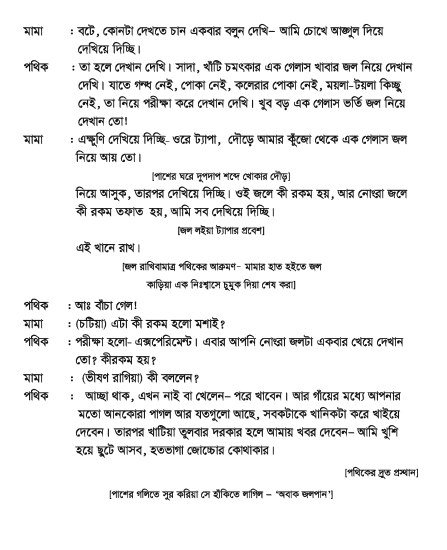 মামা : বটে, কোনটা দেখতে চান একবার বলুন দেখি– আমি চোখে আঙ্গুল দিয়ে
দেখিয়ে দিচ্ছি।
পথিক : তা হলে দেখান দেখি। সাদা, খাঁটি চমৎকার এক গেলাস খাবার জল নিয়ে দেখান
দেখি। যাতে গন্ধ নেই, পোকা নেই, কলেরার পোকা নেই, ময়লা-টয়লা কিচ্ছু
নেই, তা নিয়ে পরীক্ষা করে দেখান দেখি। খুব বড় এক গেলাস ভর্তি জল নিয়ে
দেখান তো!
মামা : এক্ষুণি দেখিয়ে দিচ্ছি- ওরে ট্যাপা, দৌড়ে আমার কুঁজো থেকে এক গেলাস জল
নিয়ে আয় তো।
[পাশের ঘরে দুপদাপ শব্দে খোকার দৌড়]
নিয়ে আসুক, তারপর দেখিয়ে দিচ্ছি। ওই জলে কী রকম হয়, আর নোংরা জলে
কী রকম তফাত হয়, আমি সব দেখিয়ে দিচ্ছি।
[জল লইয়া ট্যাপার প্রবেশ]
এই খানে রাখ।
[জল রাখিবামাত্র পথিকের আক্রমণ– মামার হাত হইতে জল
কাড়িয়া এক নিঃশ্বাসে চুমুক দিয়া শেষ করা]
পথিক : আঃ বাঁচা গেল!
মামা : (চটিয়া) এটা কী রকম হলো মশাই?
পথিক : পরীক্ষা হলো- এক্সপেরিমেন্ট। এবার আপনি নোংরা জলটা একবার খেয়ে দেখান
তো? কীরকম হয়?
মামা : (ভীষণ রাগিয়া) কী বললেন?
পথিক : আচ্ছা থাক, এখন নাই বা খেলেন– পরে খাবেন। আর গাঁয়ের মধ্যে আপনার
মতো আনকোরা পাগল আর যতগুলো আছে, সবকটাকে খানিকটা করে খাইয়ে
দেবেন। তারপর খাটিয়া তুলবার দরকার হলে আমায় খবর দেবেন– আমি খুশি
হয়ে ছুটে আসব, হতভাগা জোচ্চোর কোথাকার।
[পথিকের দ্রুত প্রস্থান]
[পাশের গলিতে সুর করিয়া সে হাঁকিতে লাগিল – 'অবাক জলপান']